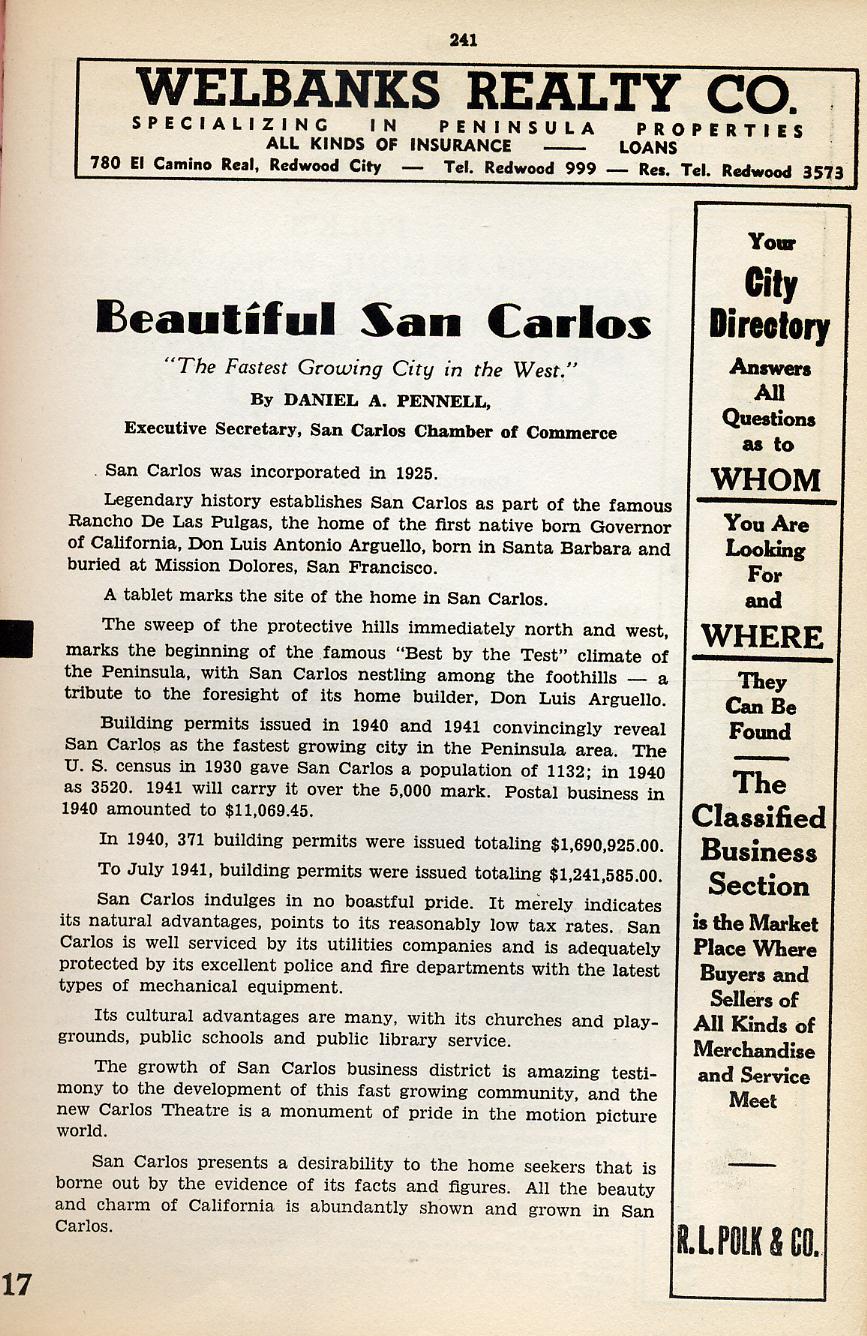 241
WELBANKS REALTY CO.
SPECIALIZING IN PENINSULA PROPERTIES
ALL KINDS OF INSURANCE —— LOANS
780 El Camino Real, Redwood City — Tel. Redwood 999 — Res. Tel. Redwood 3573
Beautiful San Carlos
"The Fastest Growing City in the West."
By DANIEL A. PENNELL,
Executive Secretary, San Carlos Chamber of Commerce
San Carlos was incorporated in 1925.
Legendary history establishes San Carlos as part of the famous
Rancho De Las Pulgas, the home of the first native born Governor
of California, Don Luis Antonio Arguello, born in Santa Barbara and
buried at Mission Dolores, San Francisco.
A tablet marks the site of the home in San Carlos.
The sweep of the protective hills immediately north and west,
marks the beginning of the famous "Best by the Test" climate of
the Peninsula, with San Carlos nestling among the foothills — a
tribute to the foresight of its home builder, Don Luis Arguello.
Building permits issued in 1940 and 1941 convincingly reveal
San Carlos as the fastest growing city in the Peninsula area. The
U. S. census in 1930 gave San Carlos a population of 1132; in 1940
as 3520. 1941 will carry it over the 5,000 mark. Postal business in
1940 amounted to $11,069.45.
In 1940, 371 building permits were issued totaling $1,690,925.00.
To July 1941, building permits were issued totaling $1,241,585.00.
San Carlos indulges in no boastful pride. It merely indicates
its natural advantages, points to its reasonably low tax rates. San
Carlos is well serviced by its utilities companies and is adequately
protected by its excellent police and fire departments with the latest
types of mechanical equipment.
Its cultural advantages are many, with its churches and play-
grounds, public schools and public library service.
The growth of San Carlos business district is amazing testi-
mony to the development of this fast growing community, and the
new Carlos Theatre is a monument of pride in the motion picture
world.
San Carlos presents a desirability to the home seekers that is
borne out by the evidence of its facts and figures. All the beauty
and charm of California is abundantly shown and grown in San
Carlos.
17
Your
City
Directory
Answers
All
Questions
as to
WHOM
You Are
Looking
For
and
WHERE
They
Can Be
Found
The
Classified
Business
Section
is the Market
Place Where
Buyers and
Sellers of
All Kinds of
Merchandise
and Service
Meet
R. L. POLK & CO.